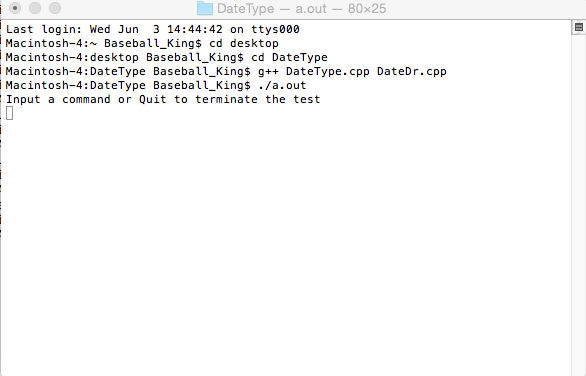 DateType — a.out — 80×25
Last login: Wed Jun  3 14:44:42 on ttys000
Macintosh-4:~ Baseball_King$ cd desktop
Macintosh-4:desktop Baseball_King$ cd DateType
Macintosh-4:DateType Baseball_King$ g++ DateType.cpp DateDr.cpp
Macintosh-4:DateType Baseball_King$ ./a.out
Input a command or Quit to terminate the test